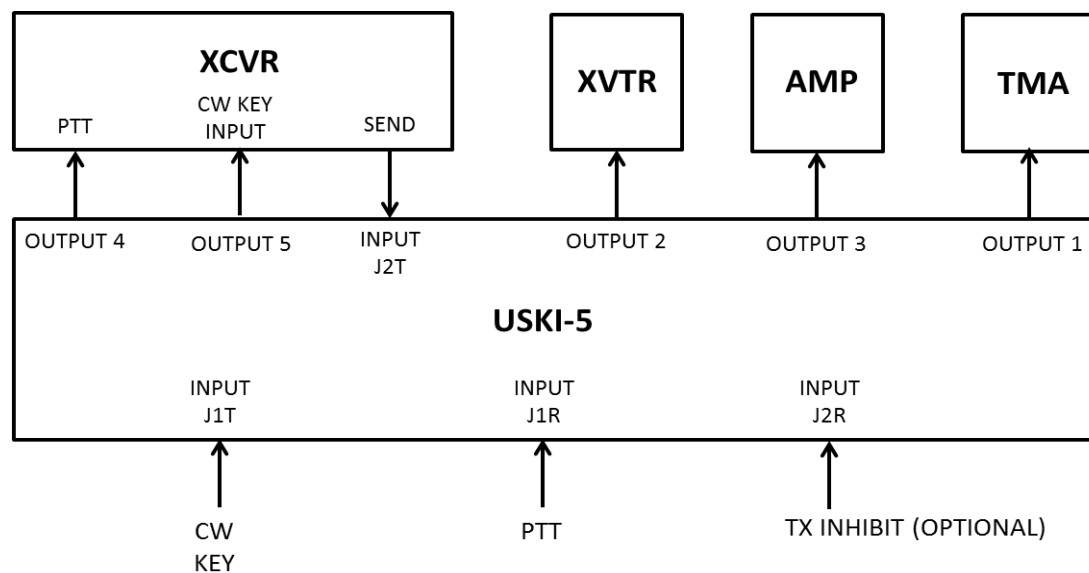 XCVR
XVTR
AMP
TMA
PTT
CW KEY
INPUT
SEND
OUTPUT 4
OUTPUT 5
INPUT
J2T
OUTPUT 2
OUTPUT 3
OUTPUT 1
USKI-5
INPUT
J1T
INPUT
J1R
INPUT
J2R
CW
KEY
PTT
TX INHIBIT (OPTIONAL)